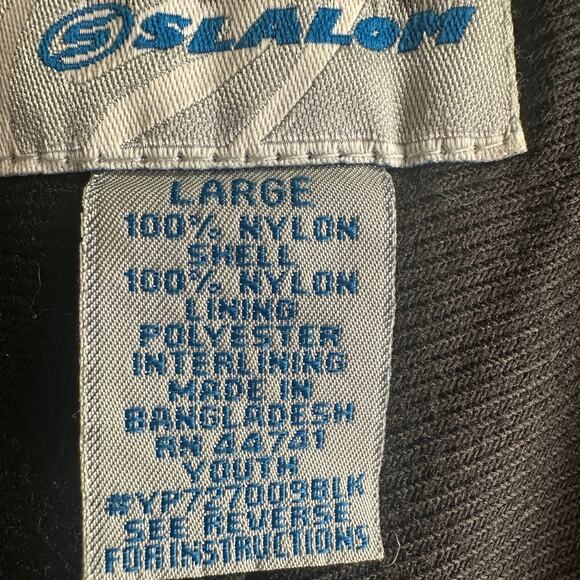 S SLALOM
LARGE
100% NYLON
SHELL
100% NYLON
LINING
POLYESTER
INTERLINING
MADE IN
BANGLADESH
RN 44741
YOUTH
#YP727009BLK
SEE REVERSE
FOR INSTRUCTIONS